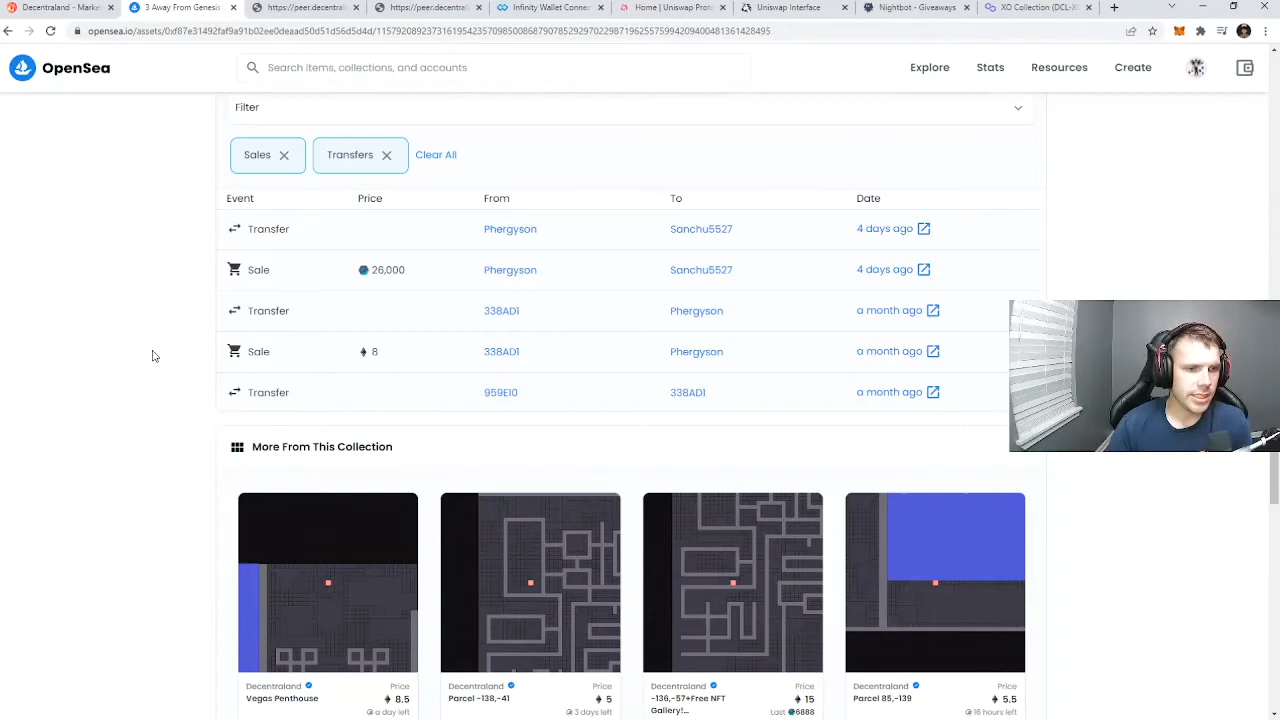 Decentraland - Marke
3 Away From Genesis
https://peer.decentral
https://peer.decentral
Infinity Wallet Connec
Home | Uniswap Proto
Uniswap Interface
Nightbot - Giveaways
XO Collection (DCL-X
opensea.io/assets/0xf87e31492faf9a91b02ee0deaad50d51d56d5d4d/115792089237316195423570985008687907852929702298719625575994209400481361428495
OpenSea
Search items, collections, and accounts
Explore
Stats
Resources
Create
Filter
Sales
Transfers
Clear All
Event Price From To Date
Transfer Phergyson Sanchu5527 4 days ago
Sale 26,000 Phergyson Sanchu5527 4 days ago
Transfer 338AD1 Phergyson a month ago
Sale 8 338AD1 Phergyson a month ago
Transfer 959E10 338AD1 a month ago
More From This Collection
Decentraland Price
Vegas Penthouse 8.5
a day left
Decentraland Price
Parcel -138,-41 5
3 days left
Decentraland Price
-136,-57+Free NFT 15
Gallery!... Last 6888
Decentraland Price
Parcel 85,-139 5.5
16 hours left